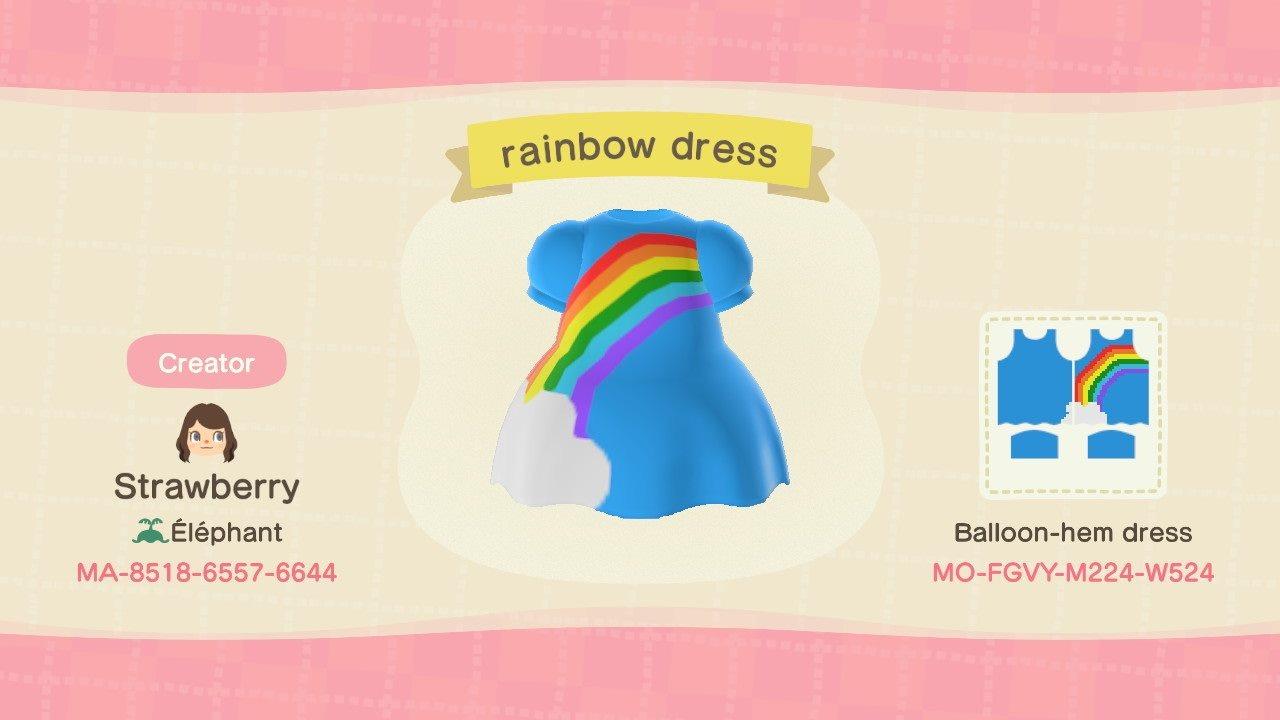 rainbow dress
Creator
Strawberry
Éléphant
MA-8518-6557-6644
Balloon-hem dress
MO-FGVY-M224-W524